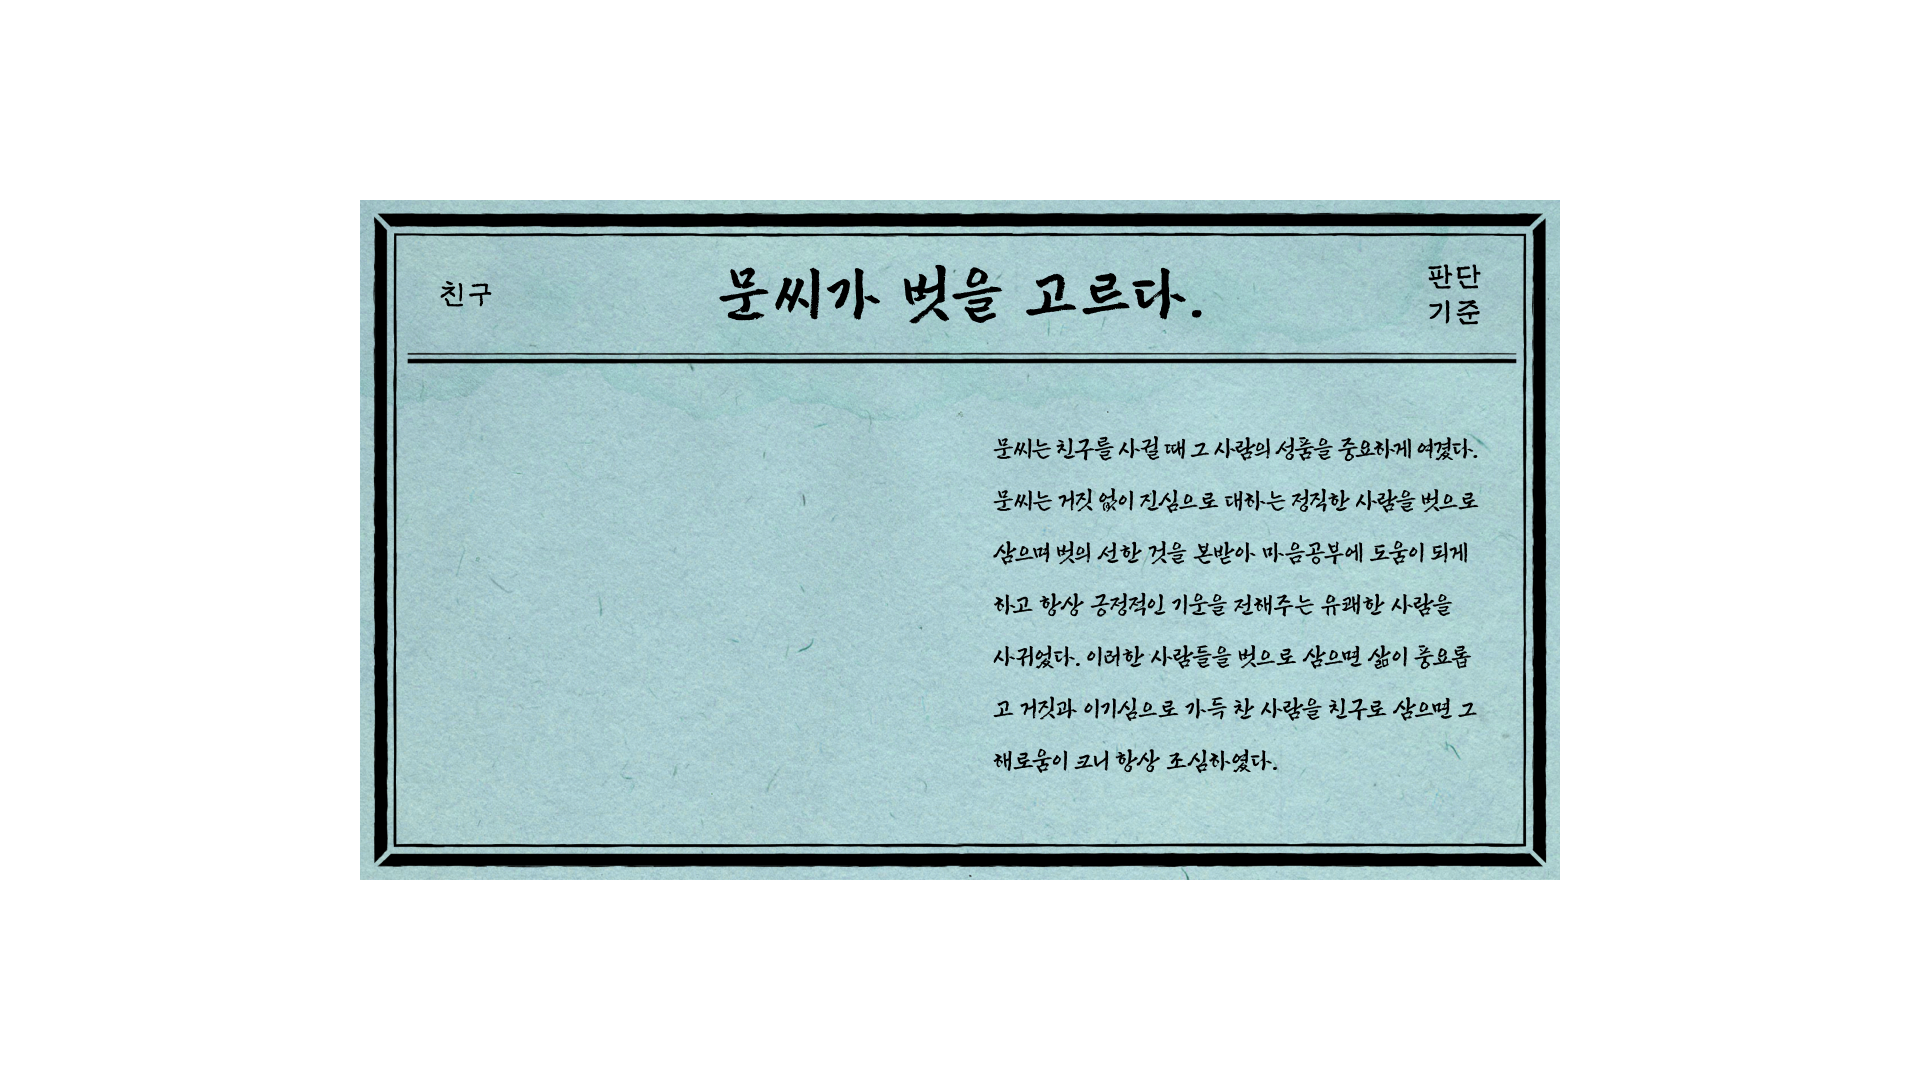 친구
문씨가 벗을 고르다.
판단
기준
문씨는 친구를 사귈 때 그 사람의 성품을 중요하게 여겼다.
문씨는 거짓 없이 진심으로 대하는 정직한 사람을 벗으로
삼으며 벗의 선한 것을 본받아 마음공부에 도움이 되게
하고 항상 긍정적인 기운을 전해주는 유쾌한 사람을
사귀었다. 이러한 사람들을 벗으로 삼으면 삶이 풍요롭
고 거짓과 이기심으로 가득 찬 사람을 친구로 삼으면 그
해로움이 크니 항상 조심하였다.